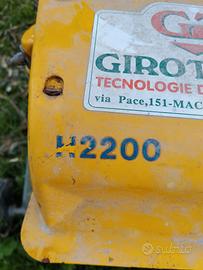 GIROT
TECNOLOGIE D
via Pace,151-MAC
H2200
subito